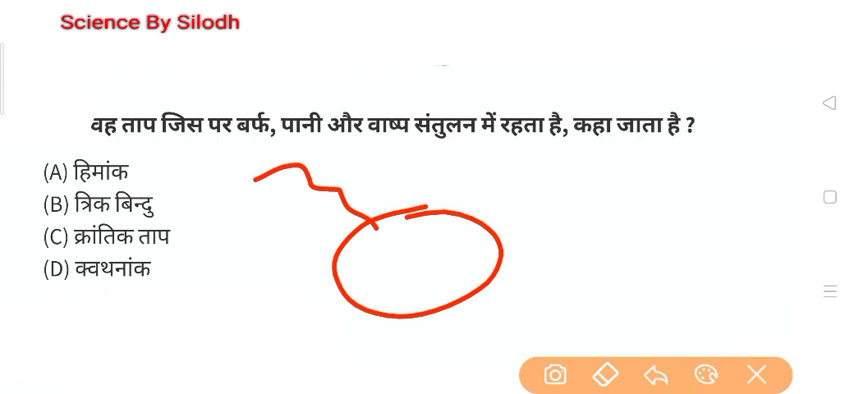 Science By Silodh
वह ताप जिस पर बर्फ, पानी और वाष्प संतुलन में रहता है, कहा जाता है ?
(A) हिमांक
(B) त्रिक बिन्दु
(C) क्रांतिक ताप
(D) क्वथनांक